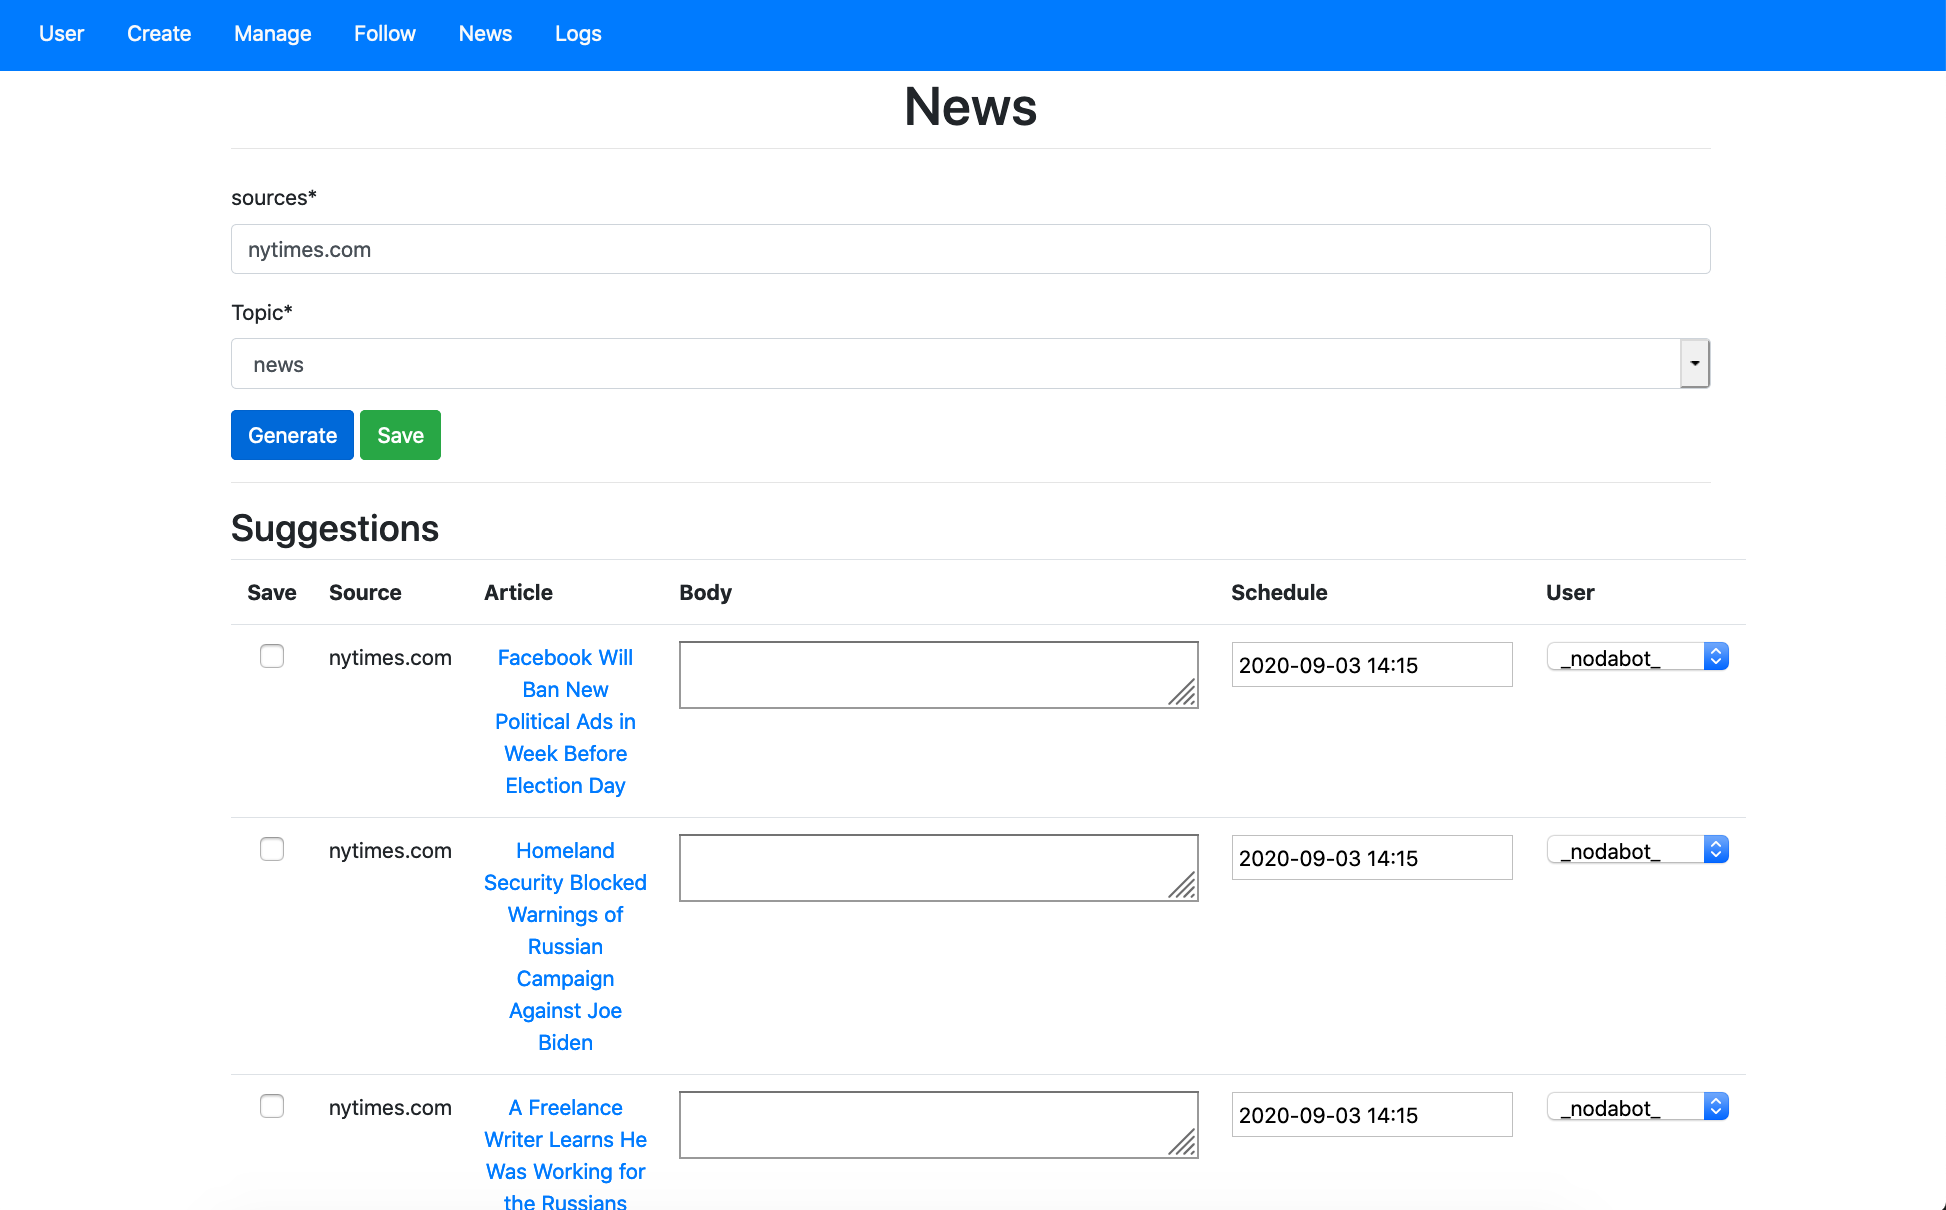 User Create Manage Follow News Logs
News
sources*
nytimes.com
Topic*
news
Generate Save
Suggestions
Save Source Article Body Schedule User
nytimes.com Facebook Will 2020-09-03 14:15 _nodabot_
Ban New
Political Ads in
Week Before
Election Day
nytimes.com Homeland 2020-09-03 14:15 _nodabot_
Security Blocked
Warnings of
Russian
Campaign
Against Joe
Biden
nytimes.com A Freelance 2020-09-03 14:15 _nodabot_
Writer Learns He
Was Working for
the Russians